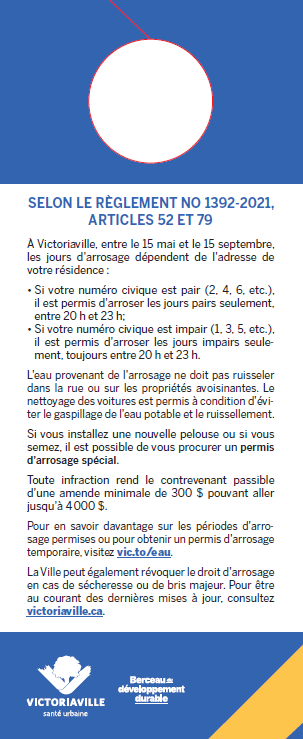 SELON LE RÈGLEMENT NO 1392-2021,
ARTICLES 52 ET 79
À Victoriaville, entre le 15 mai et le 15 septembre,
les jours d'arrosage dépendent de l'adresse de
votre résidence :
• Si votre numéro civique est pair (2, 4, 6, etc.),
il est permis d'arroser les jours pairs seulement,
entre 20 h et 23 h;
• Si votre numéro civique est impair (1, 3, 5, etc.),
il est permis d'arroser les jours impairs seule-
ment, toujours entre 20 h et 23 h.
L'eau provenant de l'arrosage ne doit pas ruisseler
dans la rue ou sur les propriétés avoisinantes. Le
nettoyage des voitures est permis à condition d'évi-
ter le gaspillage de l'eau potable et le ruissellement.
Si vous installez une nouvelle pelouse ou si vous
semez, il est possible de vous procurer un permis
d'arrosage spécial.
Toute infraction rend le contrevenant passible
d'une amende minimale de 300 $ pouvant aller
jusqu'à 4 000 $.
Pour en savoir davantage sur les périodes d'arro-
sage permises ou pour obtenir un permis d'arrosage
temporaire, visitez vic.to/eau.
La Ville peut également révoquer le droit d'arrosage
en cas de sécheresse ou de bris majeur. Pour être
au courant des dernières mises à jour, consultez
victoriaville.ca.
VICTORIAVILLE
santé urbaine
Berceau du
développement
durable